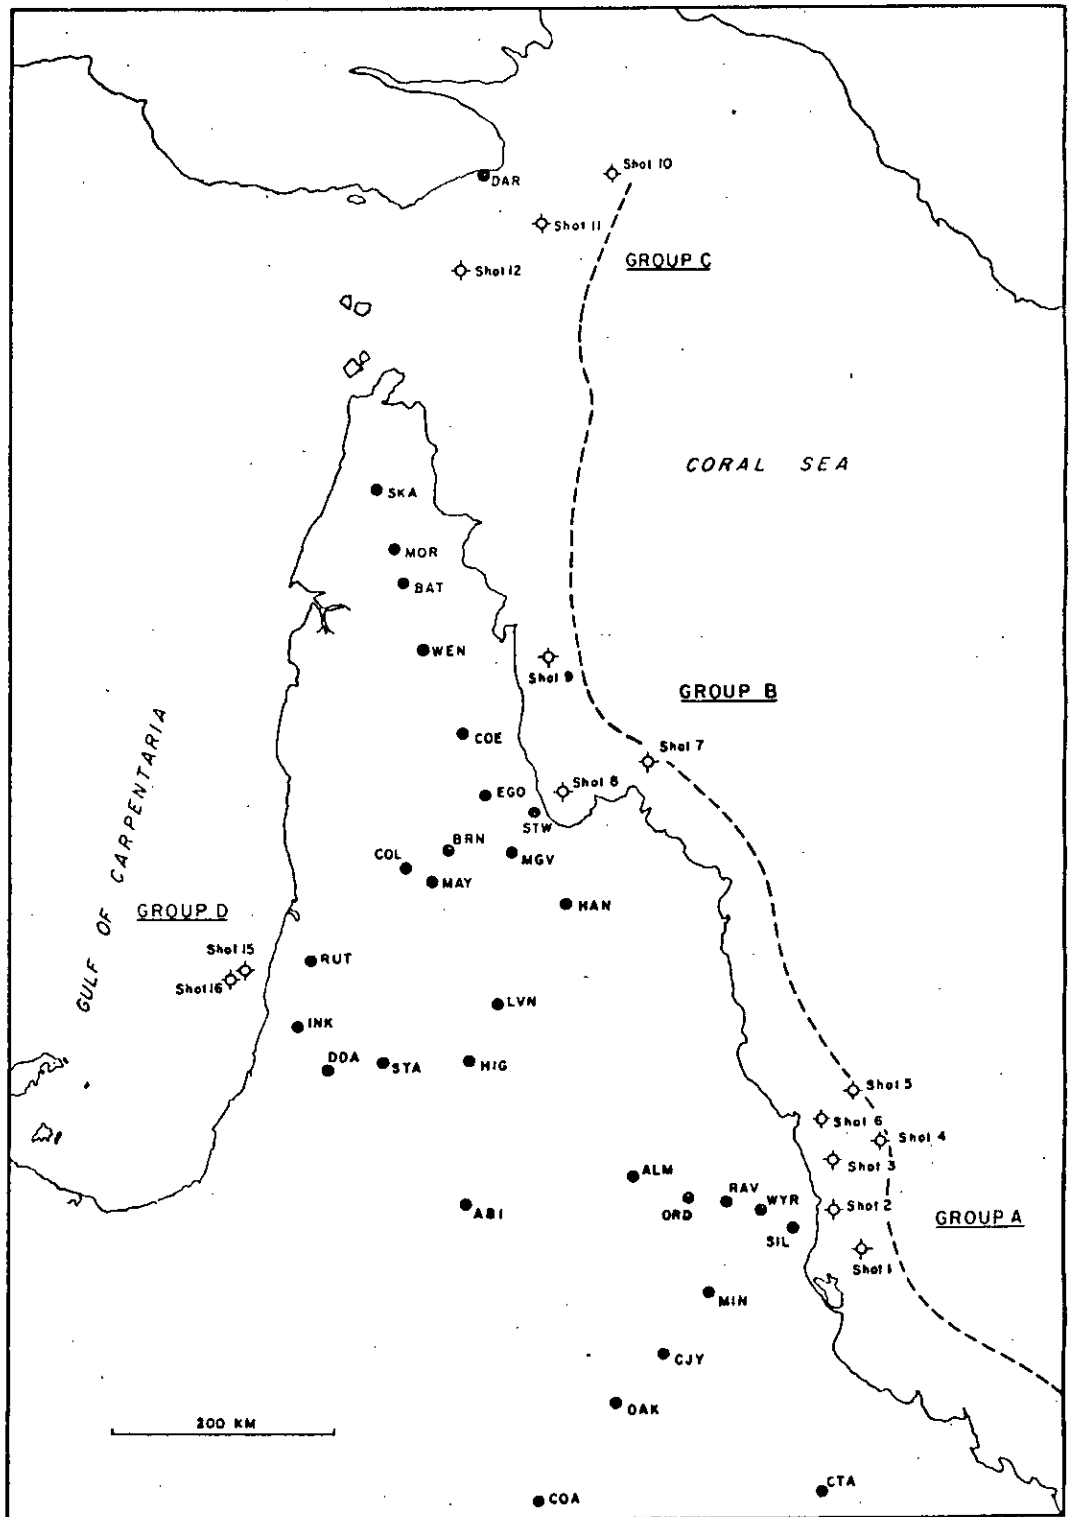 Shot 10
DAR
Shot 11
GROUP C
Shot 12
CORAL SEA
SKA
MOR
BAT
WEN
Shot 9
GROUP B
COE
Shot 7
Shot 8
EGO
STW
BRN
MGV
COL
MAY
HAN
GULF OF CARPENTARIA
GROUP D
Shot 15
Shot 16
RUT
LVN
INK
DDA
STA
HIG
Shot 5
Shot 6
Shot 4
Shot 3
ALM
RAV
WYR
ORD
ABI
Shot 2
GROUP A
SIL
Shot 1
MIN
CJY
OAK
200 KM
CTA
COA